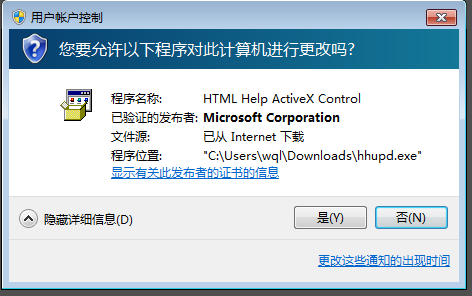 用户帐户控制
您要允许以下程序对此计算机进行更改吗?
程序名称: HTML Help ActiveX Control
已验证的发布者: Microsoft Corporation
文件源: 已从 Internet 下载
程序位置: "C:\Users\wql\Downloads\hhupd.exe"
显示有关此发布者的证书的信息
隐藏详细信息(D)
是(Y)
否(N)
更改这些通知的出现时间